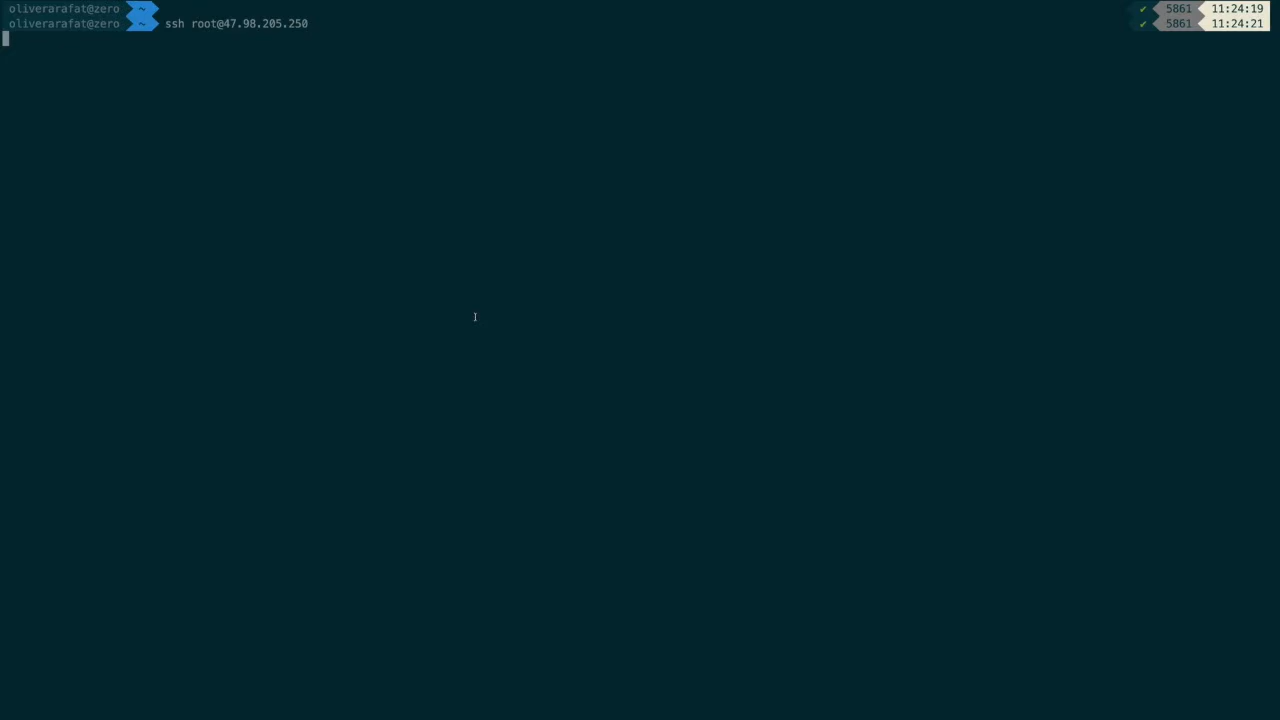 oliverarafat@zero ~ ✔ 5861 11:24:19
oliverarafat@zero ~ ssh root@47.98.205.250 ✔ 5861 11:24:21